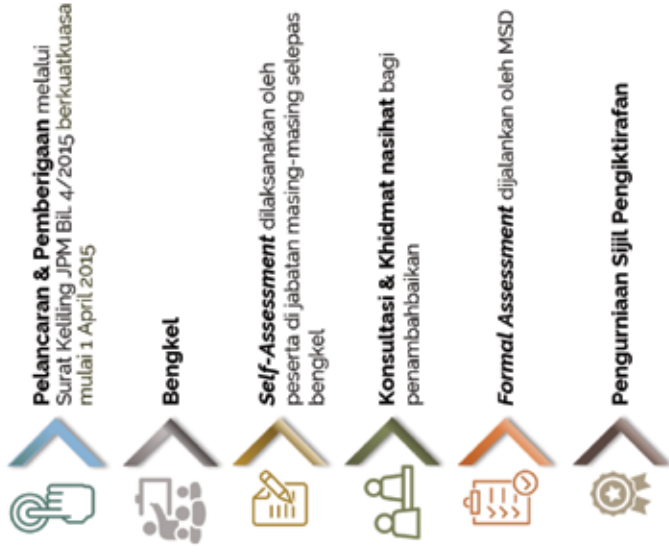 Pelancaran & Pemberigaan melalui
Surat Keliling JPM Bil. 4/2015 berkuatkuasa
mulai 1 April 2015
Bengkel
Self-Assessment dilaksanakan oleh
peserta di jabatan masing-masing selepas
bengkel
Konsultasi & Khidmat nasihat bagi
penambahbaikan
Formal Assessment dijalankan oleh MSD
Pengurniaan Sijil Pengiktirafan